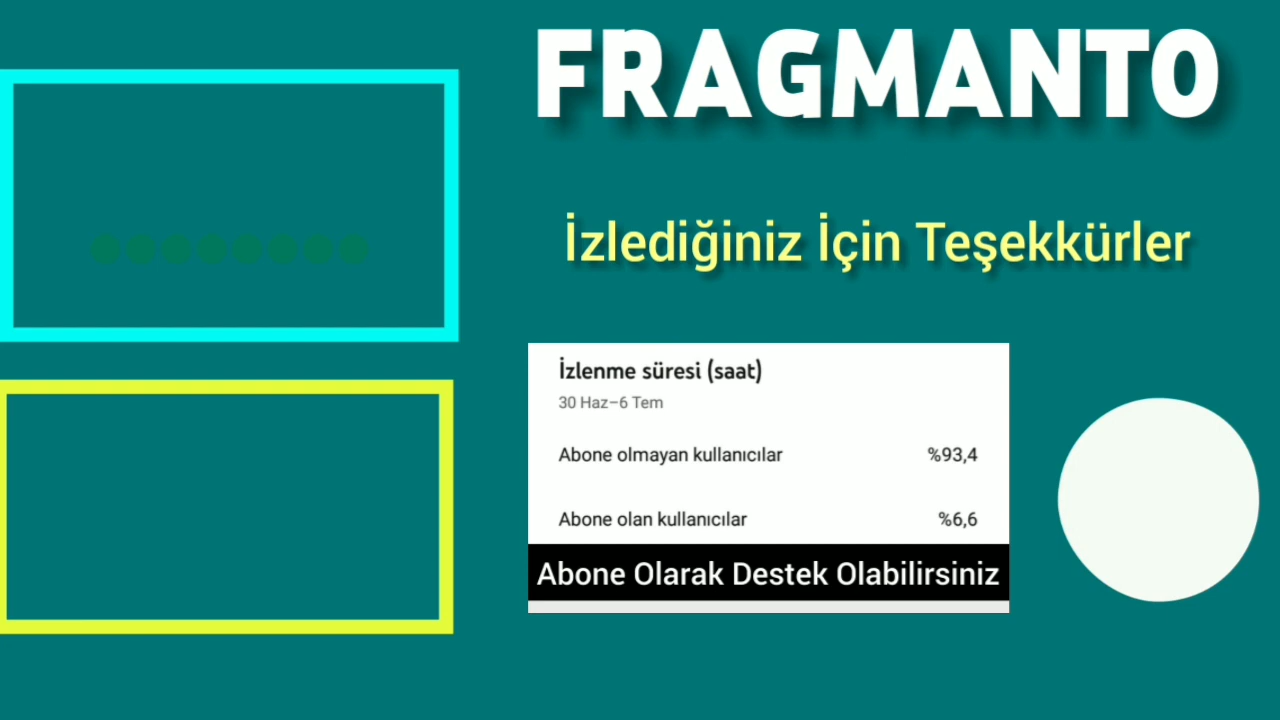 FRAGMANTO
İzlediğiniz İçin Teşekkürler
İzlenme süresi (saat)
30 Haz–6 Tem
Abone olmayan kullanıcılar %93,4
Abone olan kullanıcılar %6,6
Abone Olarak Destek Olabilirsiniz